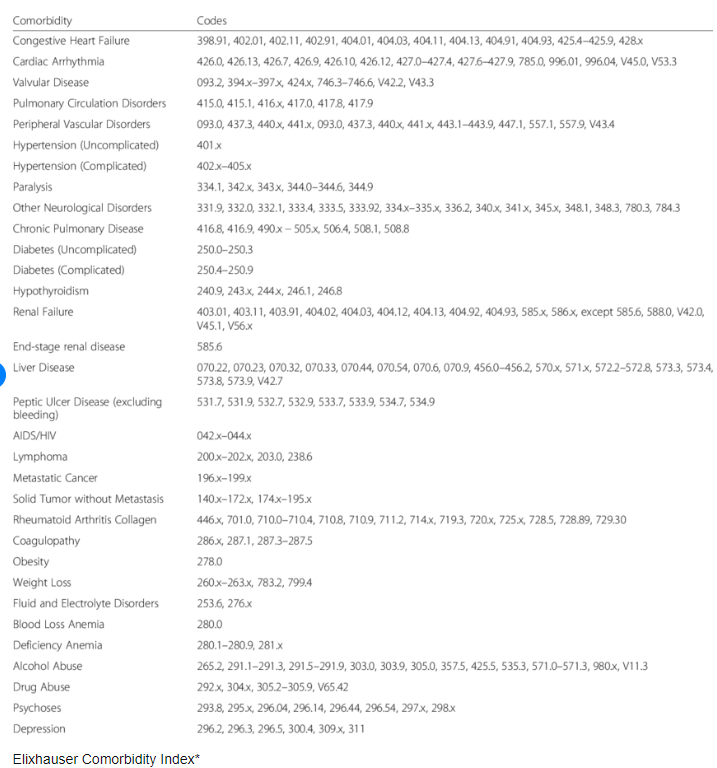 Comorbidity Codes
Congestive Heart Failure 398.91, 402.01, 402.11, 402.91, 404.01, 404.03, 404.11, 404.13, 404.91, 404.93, 425.4–425.9, 428.x
Cardiac Arrhythmia 426.0, 426.13, 426.7, 426.9, 426.10, 426.12, 427.0–427.4, 427.6–427.9, 785.0, 996.01, 996.04, V45.0, V53.3
Valvular Disease 093.2, 394.x–397.x, 424.x, 746.3–746.6, V42.2, V43.3
Pulmonary Circulation Disorders 415.0, 415.1, 416.x, 417.0, 417.8, 417.9
Peripheral Vascular Disorders 093.0, 437.3, 440.x, 441.x, 093.0, 437.3, 440.x, 441.x, 443.1–443.9, 447.1, 557.1, 557.9, V43.4
Hypertension (Uncomplicated) 401.x
Hypertension (Complicated) 402.x–405.x
Paralysis 334.1, 342.x, 343.x, 344.0–344.6, 344.9
Other Neurological Disorders 331.9, 332.0, 332.1, 333.4, 333.5, 333.92, 334.x–335.x, 336.2, 340.x, 341.x, 345.x, 348.1, 348.3, 780.3, 784.3
Chronic Pulmonary Disease 416.8, 416.9, 490.x – 505.x, 506.4, 508.1, 508.8
Diabetes (Uncomplicated) 250.0–250.3
Diabetes (Complicated) 250.4–250.9
Hypothyroidism 240.9, 243.x, 244.x, 246.1, 246.8
Renal Failure 403.01, 403.11, 403.91, 404.02, 404.03, 404.12, 404.13, 404.92, 404.93, 585.x, 586.x, except 585.6, 588.0, V42.0,
V45.1, V56.x
End-stage renal disease 585.6
Liver Disease 070.22, 070.23, 070.32, 070.33, 070.44, 070.54, 070.6, 070.9, 456.0–456.2, 570.x, 571.x, 572.2–572.8, 573.3, 573.4,
573.8, 573.9, V42.7
Peptic Ulcer Disease (excluding 531.7, 531.9, 532.7, 532.9, 533.7, 533.9, 534.7, 534.9
bleeding)
AIDS/HIV 042.x–044.x
Lymphoma 200.x–202.x, 203.0, 238.6
Metastatic Cancer 196.x–199.x
Solid Tumor without Metastasis 140.x–172.x, 174.x–195.x
Rheumatoid Arthritis Collagen 446.x, 701.0, 710.0–710.4, 710.8, 710.9, 711.2, 714.x, 719.3, 720.x, 725.x, 728.5, 728.89, 729.30
Coagulopathy 286.x, 287.1, 287.3–287.5
Obesity 278.0
Weight Loss 260.x–263.x, 783.2, 799.4
Fluid and Electrolyte Disorders 253.6, 276.x
Blood Loss Anemia 280.0
Deficiency Anemia 280.1–280.9, 281.x
Alcohol Abuse 265.2, 291.1–291.3, 291.5–291.9, 303.0, 303.9, 305.0, 357.5, 425.5, 535.3, 571.0–571.3, 980.x, V11.3
Drug Abuse 292.x, 304.x, 305.2–305.9, V65.42
Psychoses 293.8, 295.x, 296.04, 296.14, 296.44, 296.54, 297.x, 298.x
Depression 296.2, 296.3, 296.5, 300.4, 309.x, 311
Elixhauser Comorbidity Index*